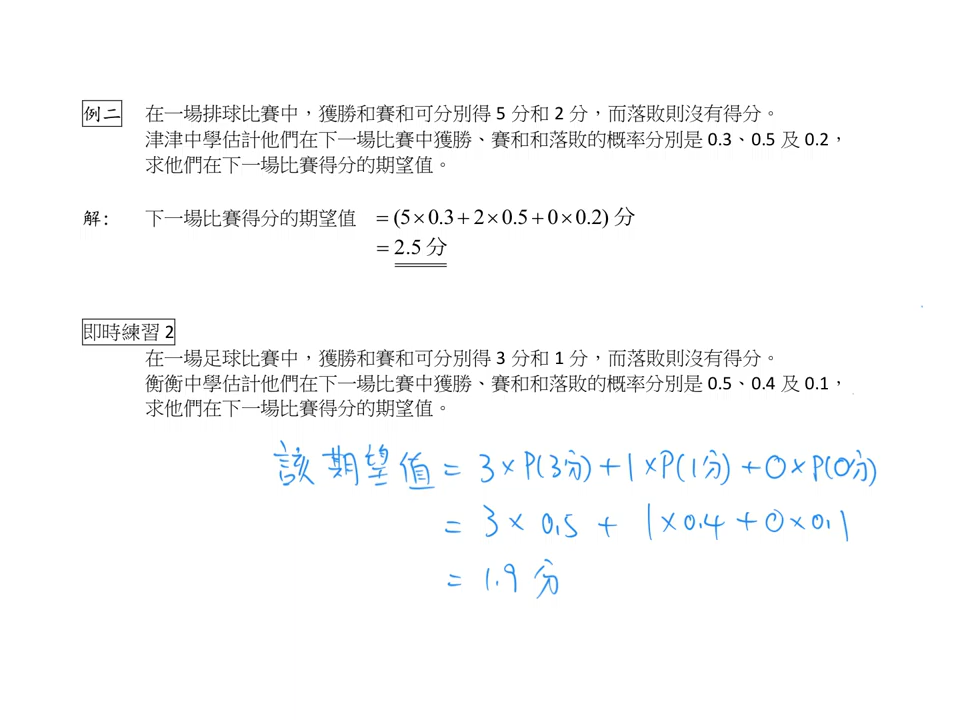 例二 在一場排球比賽中，獲勝和賽和可分別得 5 分和 2 分，而落敗則沒有得分。
津津中學估計他們在下一場比賽中獲勝、賽和和落敗的概率分別是 0.3、0.5 及 0.2，
求他們在下一場比賽得分的期望值。
解： 下一場比賽得分的期望值 = (5×0.3+2×0.5+0×0.2) 分
= 2.5 分
即時練習 2
在一場足球比賽中，獲勝和賽和可分別得 3 分和 1 分，而落敗則沒有得分。
衡衡中學估計他們在下一場比賽中獲勝、賽和和落敗的概率分別是 0.5、0.4 及 0.1，
求他們在下一場比賽得分的期望值。
該期望值 = 3×P(3分)+1×P(1分)+0×P(0分)
= 3×0.5 + 1×0.4+0×0.1
= 1.9 分